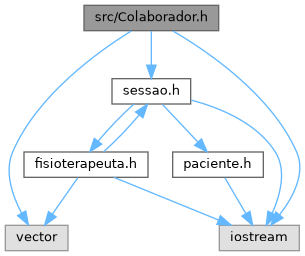 src/Colaborador.h
sessao.h
fisioterapeuta.h
paciente.h
vector
iostream